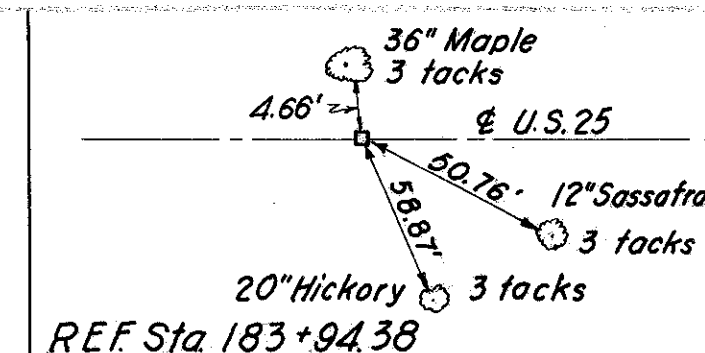 36" Maple
3 tacks
4.66'
℄ U.S. 25
50.76'
12" Sassafra
3 tacks
58.87'
20" Hickory 3 tacks
REF. Sta. 183+94.38